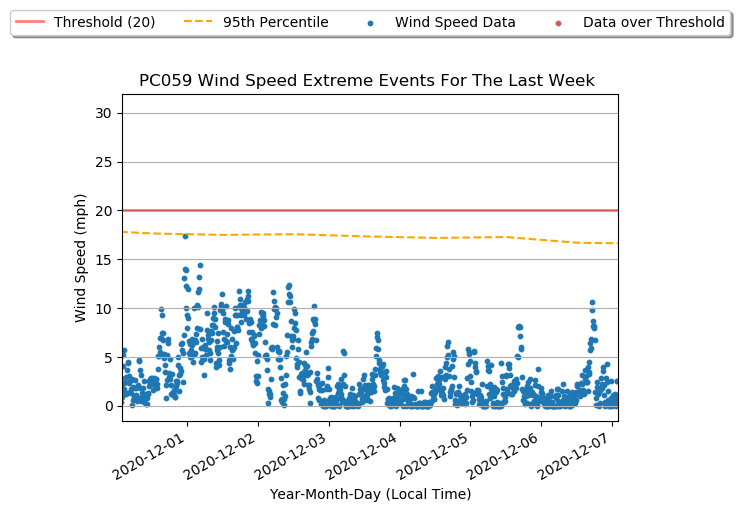 Threshold (20) 95th Percentile Wind Speed Data Data over Threshold
PC059 Wind Speed Extreme Events For The Last Week
30
25
20
15
10
5
0
Wind Speed (mph)
2020-12-01 2020-12-02 2020-12-03 2020-12-04 2020-12-05 2020-12-06 2020-12-07
Year-Month-Day (Local Time)